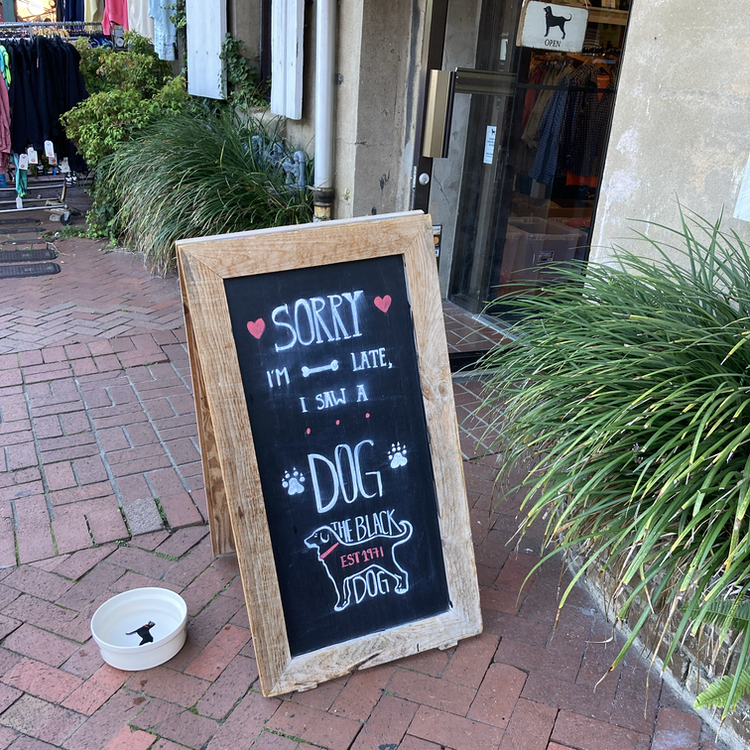 OPEN
SORRY
I'M LATE,
I SAW A
DOG
THE BLACK
EST 1971
DOG